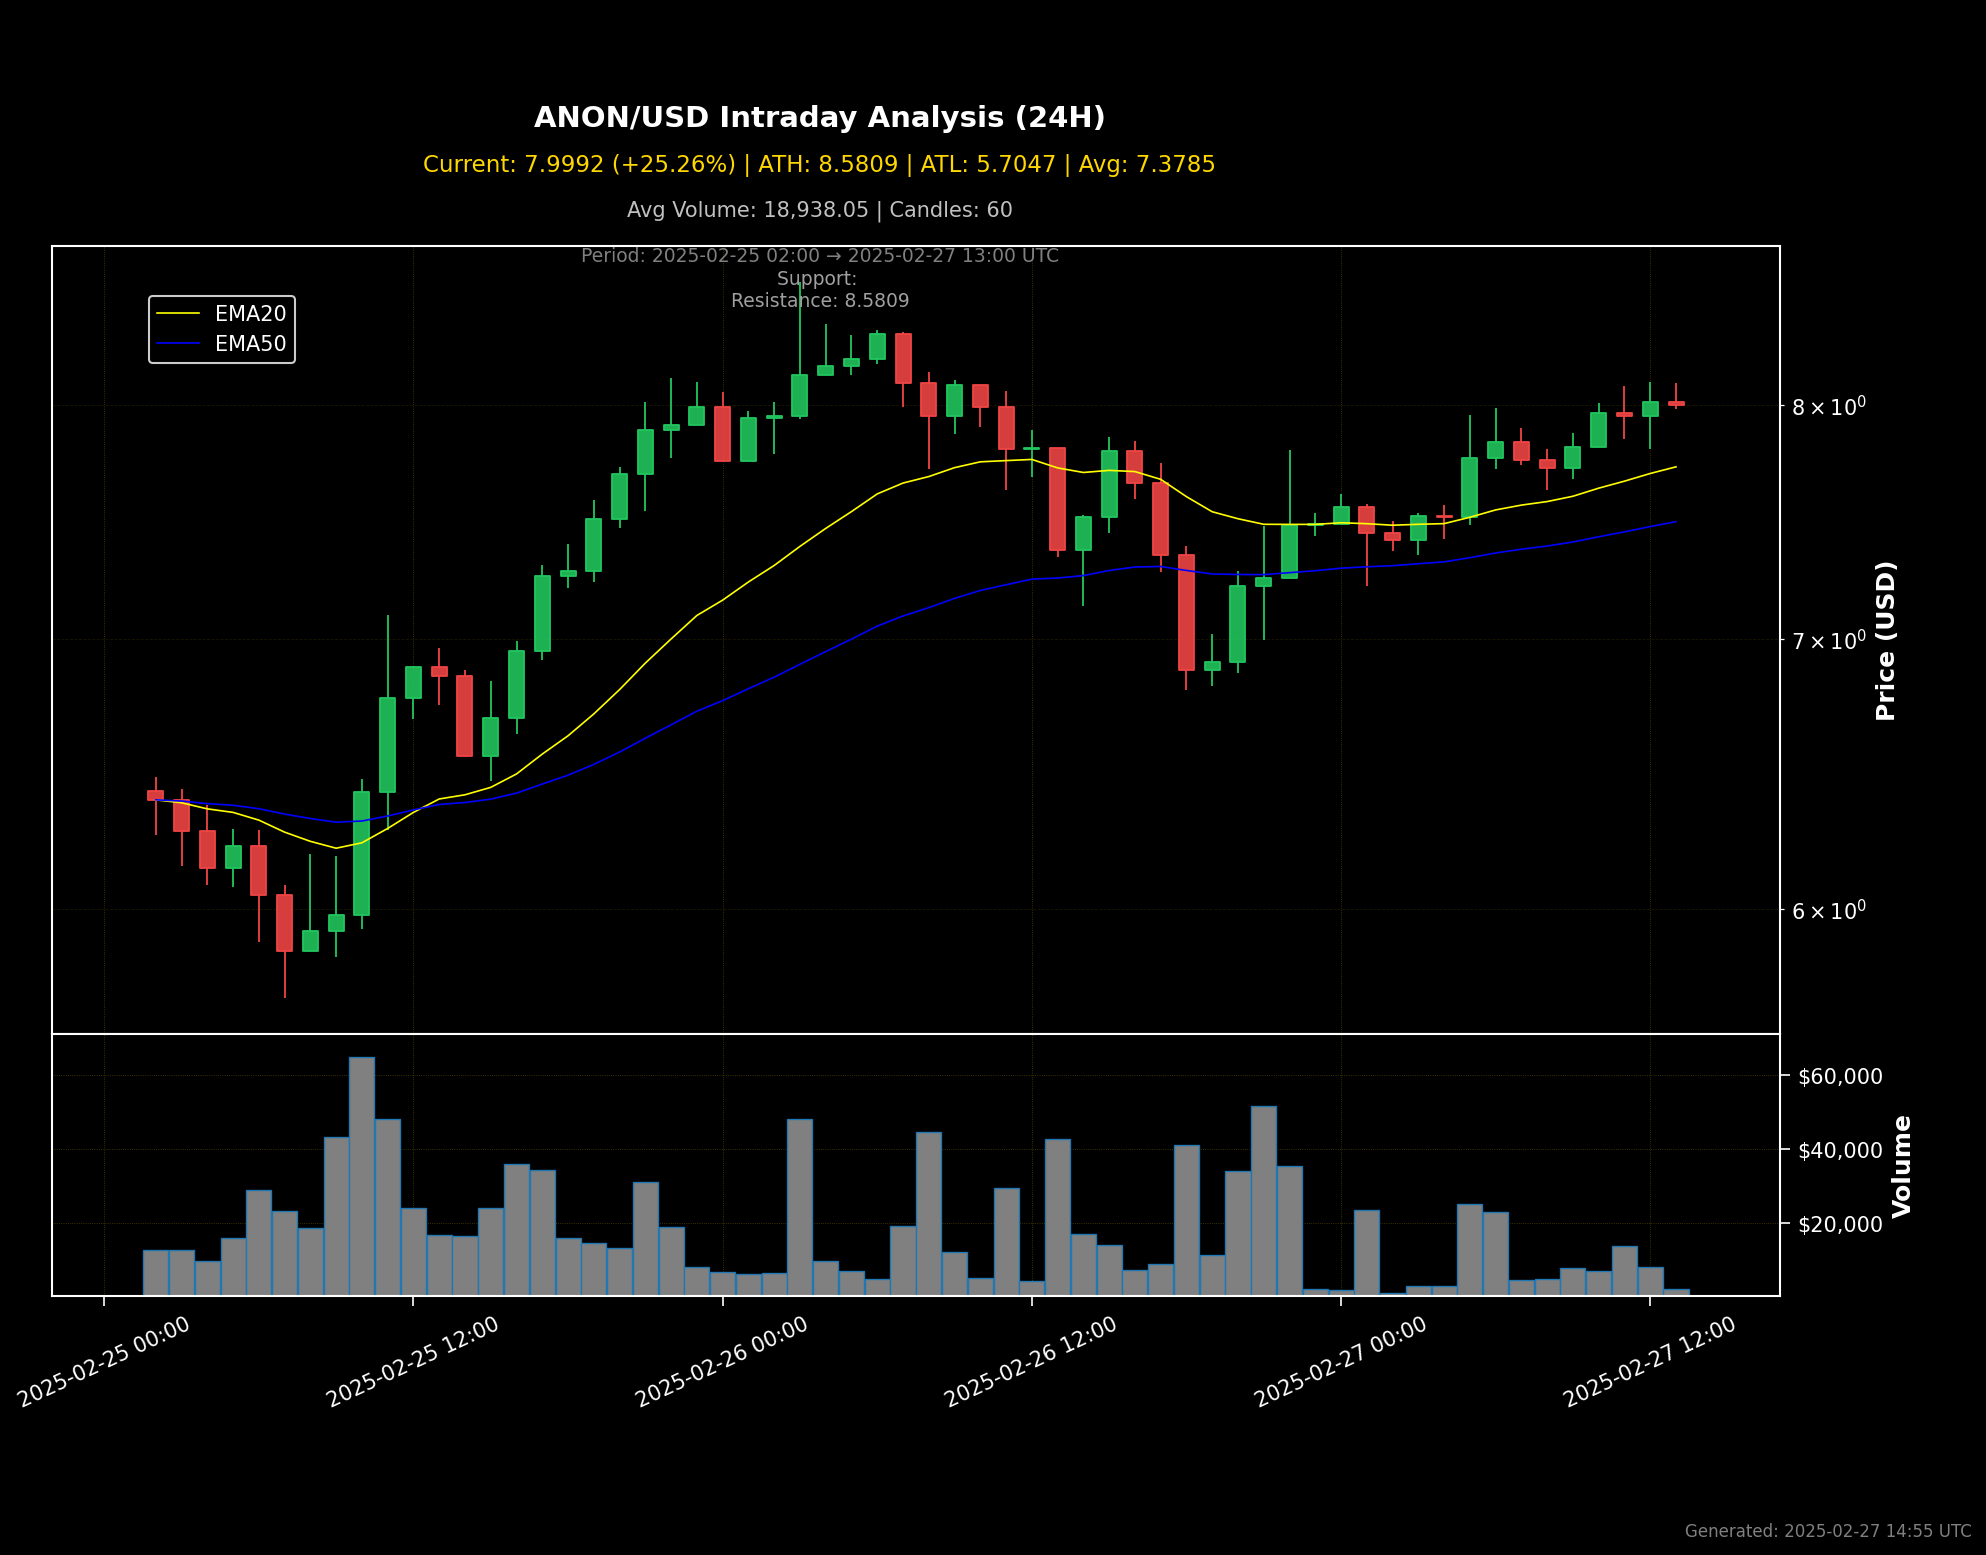 ANON/USD Intraday Analysis (24H)
Current: 7.9992 (+25.26%) | ATH: 8.5809 | ATL: 5.7047 | Avg: 7.3785
Avg Volume: 18,938.05 | Candles: 60
Period: 2025-02-25 02:00 → 2025-02-27 13:00 UTC
Support:
Resistance: 8.5809
EMA20
EMA50
8 × 10⁰
7 × 10⁰
6 × 10⁰
Price (USD)
$60,000
$40,000
$20,000
Volume
2025-02-25 00:00
2025-02-25 12:00
2025-02-26 00:00
2025-02-26 12:00
2025-02-27 00:00
2025-02-27 12:00
Generated: 2025-02-27 14:55 UTC